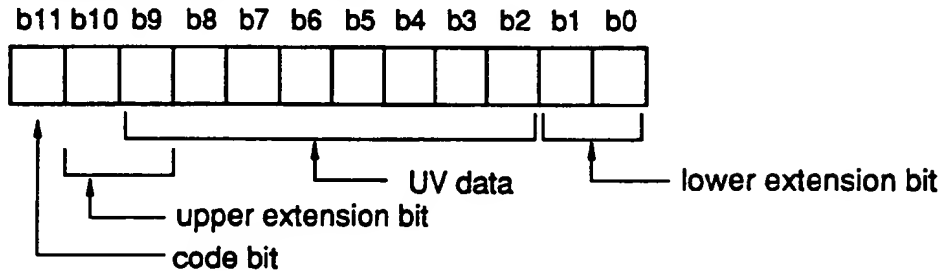 b11 b10 b9 b8 b7 b6 b5 b4 b3 b2 b1 b0
UV data
lower extension bit
upper extension bit
code bit